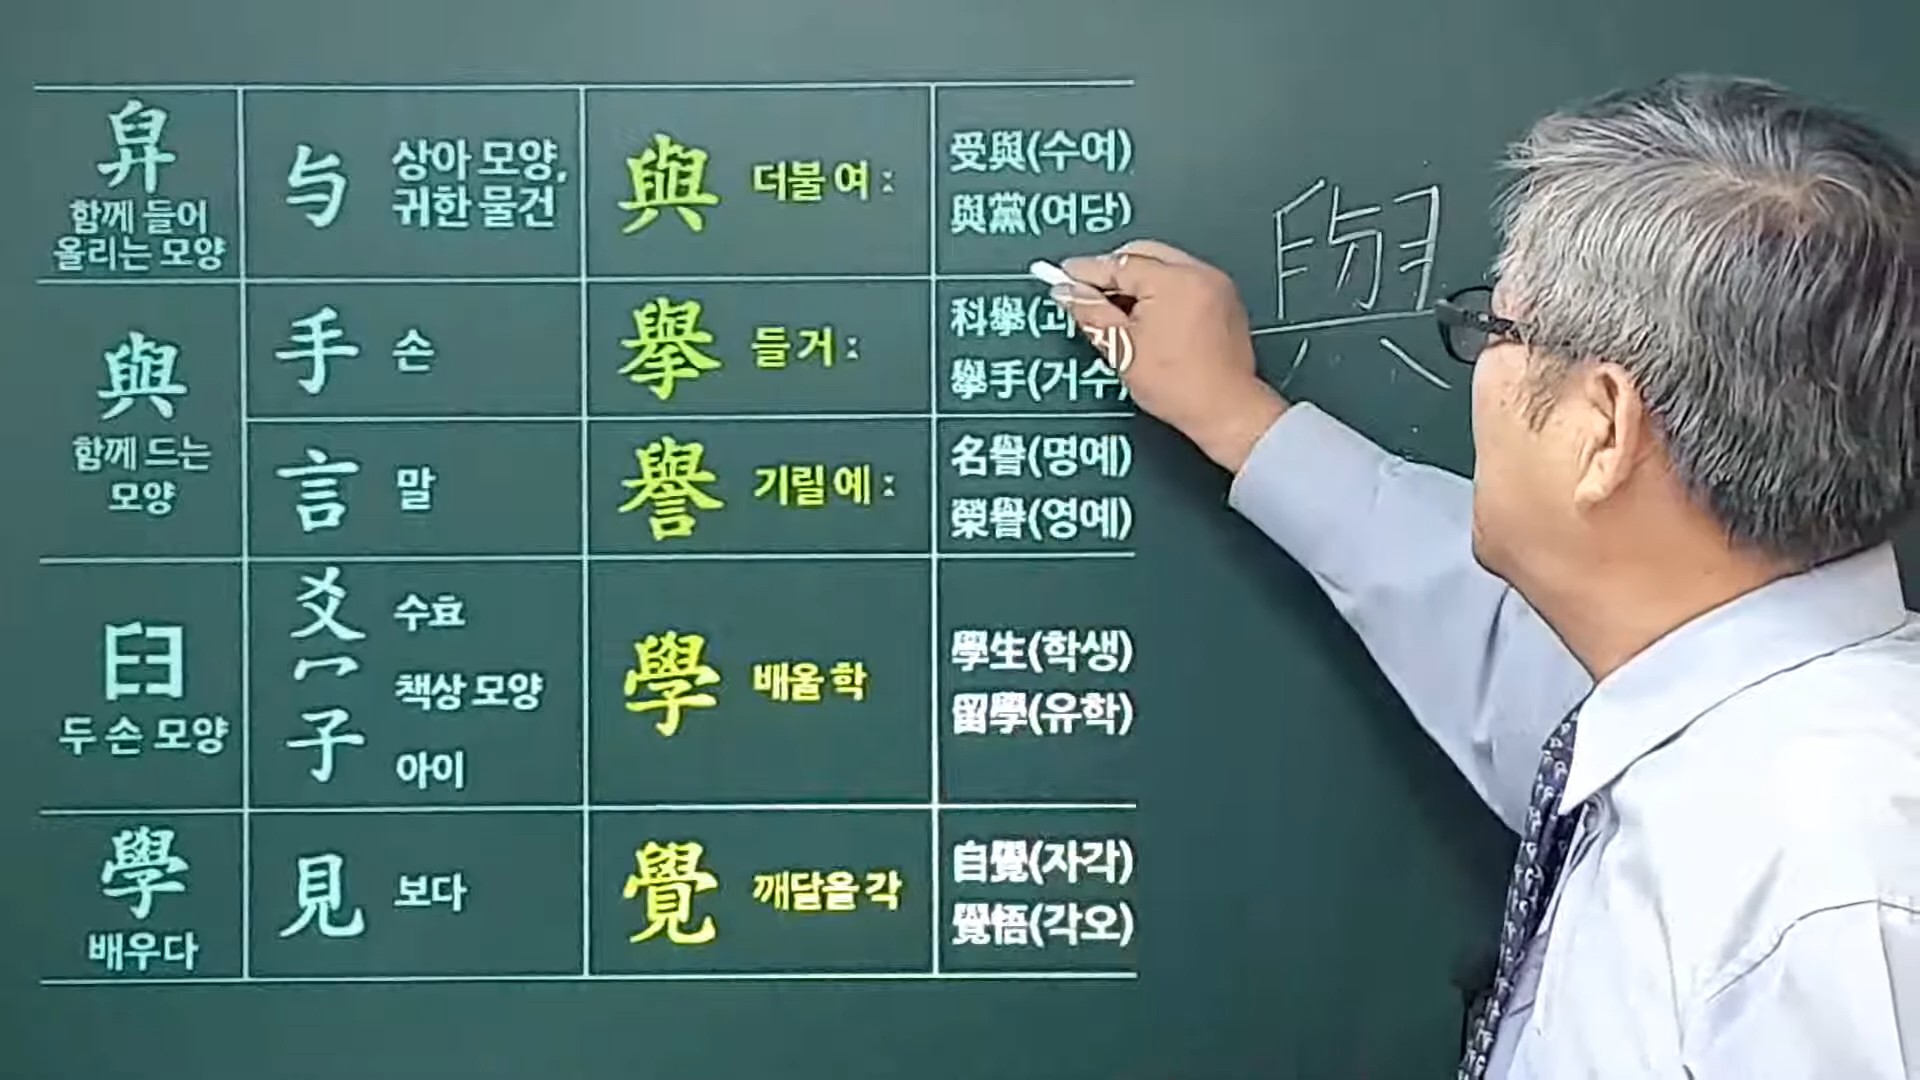 舁
함께 들어
올리는 모양
与
상아 모양,
귀한 물건
與 더불 여 :
受與(수여)
與黨(여당)
與
함께 드는
모양
手 손
擧 들 거 :
科擧(과거)
擧手(거수)
言 말
譽 기릴 예 :
名譽(명예)
榮譽(영예)
𦥑
두 손 모양
爻 수효
冖 책상 모양
子 아이
學 배울 학
學生(학생)
留學(유학)
學
배우다
見 보다
覺 깨달을 각
自覺(자각)
覺悟(각오)
與